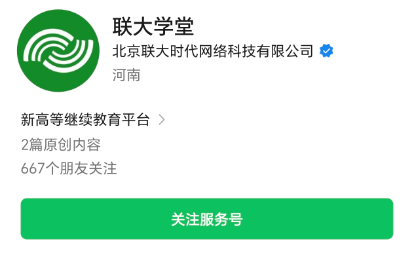 联大学堂
北京联大时代网络科技有限公司
河南
新高等继续教育平台
2篇原创内容
667个朋友关注
关注服务号